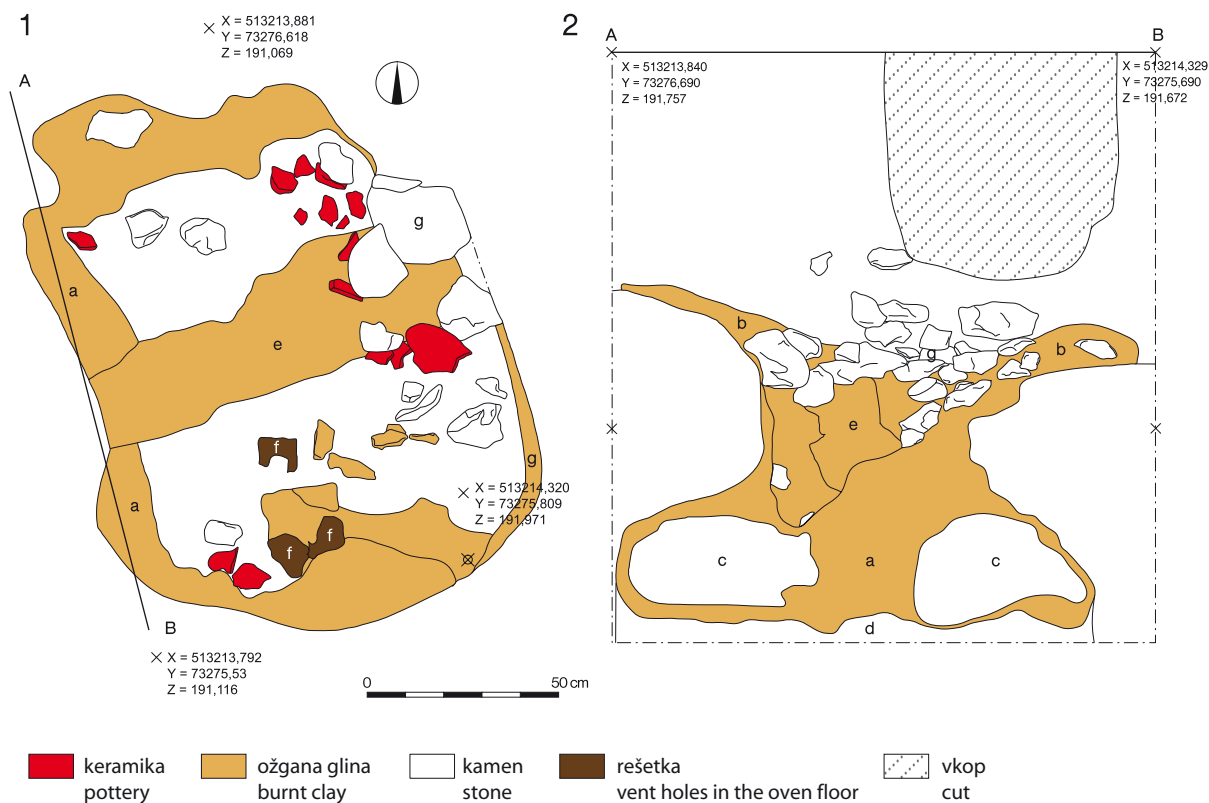 1
X = 513213,881
Y = 73276,618
Z = 191,069
A
g
a
e
f
g
a
X = 514214,320
Y = 73275,809
Z = 191,971
f
f
B
X = 513213,792
Y = 73275,53
Z = 191,116
0
50 cm
2
A
B
X = 513213,840
Y = 73276,690
Z = 191,757
X = 513214,329
Y = 73275,690
Z = 191,672
b
g
b
e
c
a
c
d
keramika
pottery
ožgana glina
burnt clay
kamen
stone
rešetka
vent holes in the oven floor
vkop
cut